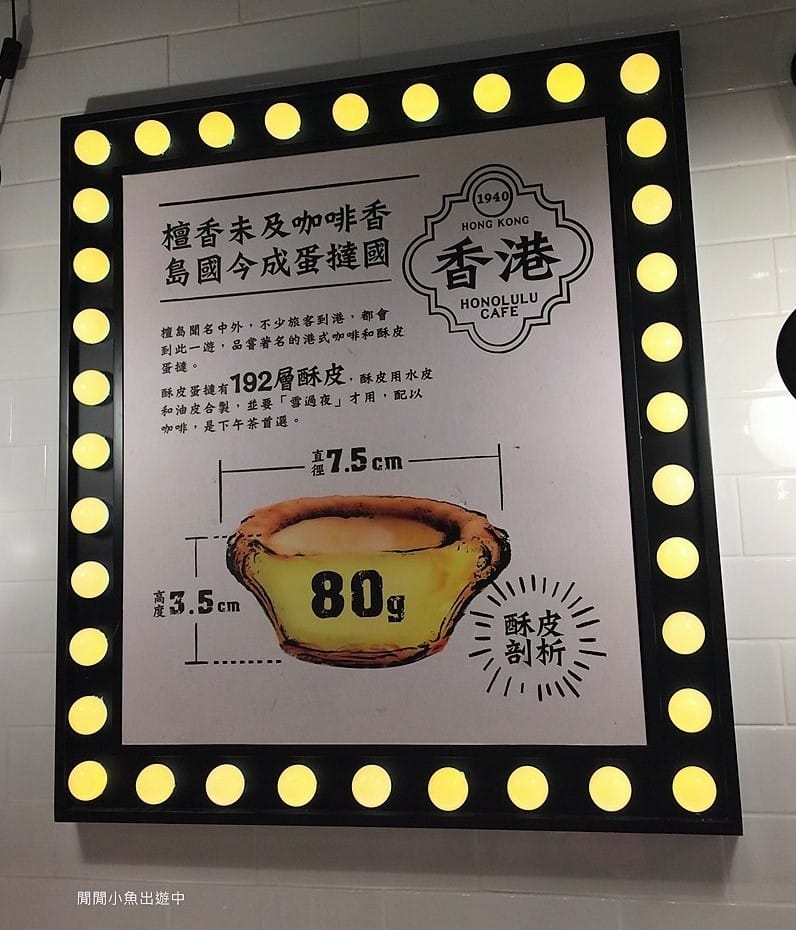 檀香未及咖啡香
島國今成蛋撻國
1940
HONG KONG
香港
HONOLULU
CAFE
檀島聞名中外，不少旅客到港，都會
到此一遊，品嘗著名的港式咖啡和酥皮
蛋撻。
酥皮蛋撻有192層酥皮，酥皮用水皮
和油皮合製，並要「雪過夜」才用，配以
咖啡，是下午茶首選。
直徑7.5cm
高度3.5cm
80g
酥皮
剖析
閒閒小魚出遊中